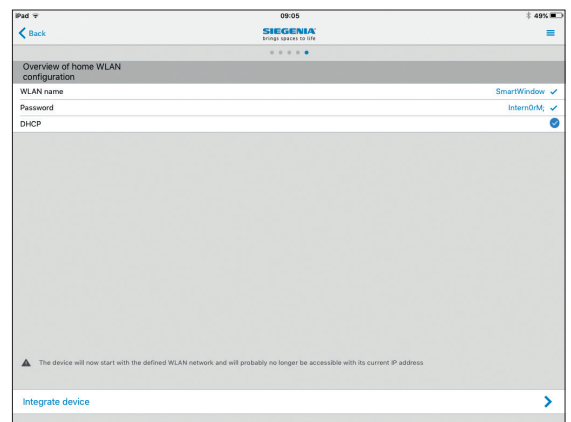 iPad 09:05 49%
Back SIEGENIA
brings spaces to life
Overview of home WLAN
configuration
WLAN name SmartWindow
Password Intern0rM;
DHCP
The device will now start with the defined WLAN network and will probably no longer be accessible with its current IP address
Integrate device